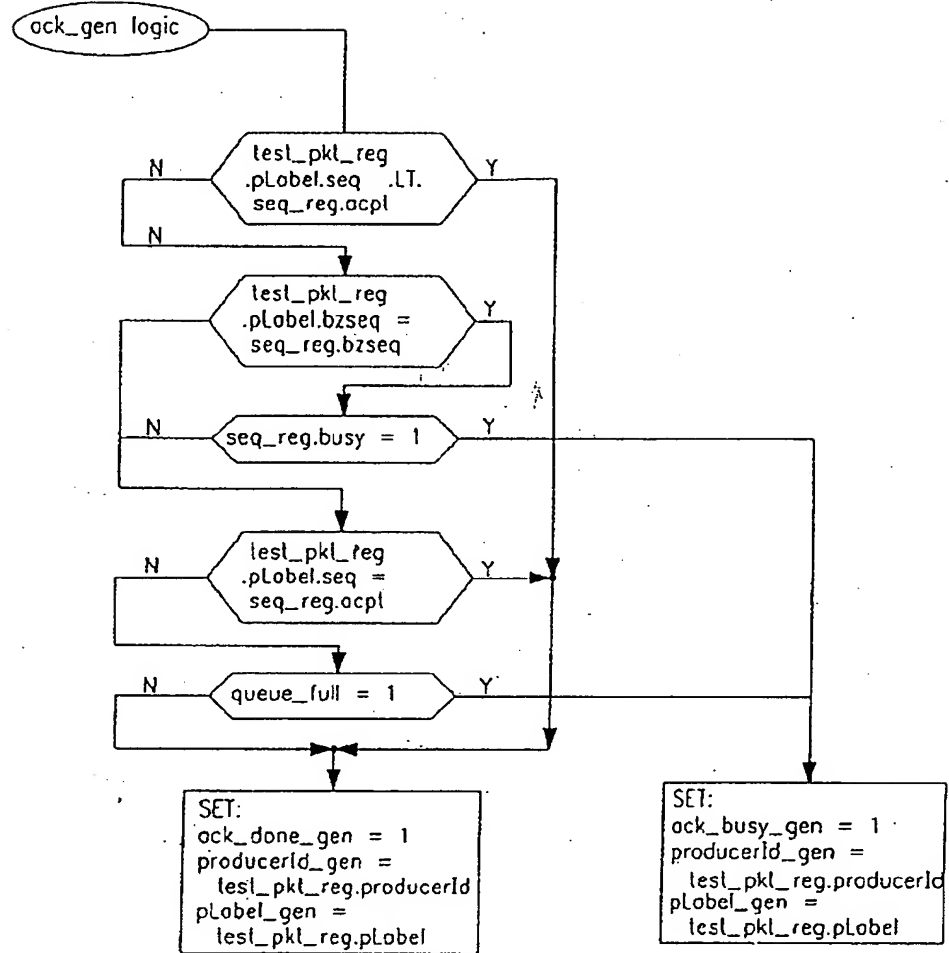 ack_gen logic
test_pkt_reg
N
.pLabel.seq .LT.
Y
seq_reg.acpt
N
test_pkt_reg
.pLabel.bzseq =
Y
seq_reg.bzseq
N
seq_reg.busy = 1
Y
test_pkt_reg
N
.pLabel.seq =
Y
seq_reg.acpt
N
queue_full = 1
Y
SET:
ack_done_gen = 1
producerId_gen =
test_pkt_reg.producerId
pLabel_gen =
test_pkt_reg.pLabel
SET:
ack_busy_gen = 1
producerId_gen =
test_pkt_reg.producerId
pLabel_gen =
test_pkt_reg.pLabel